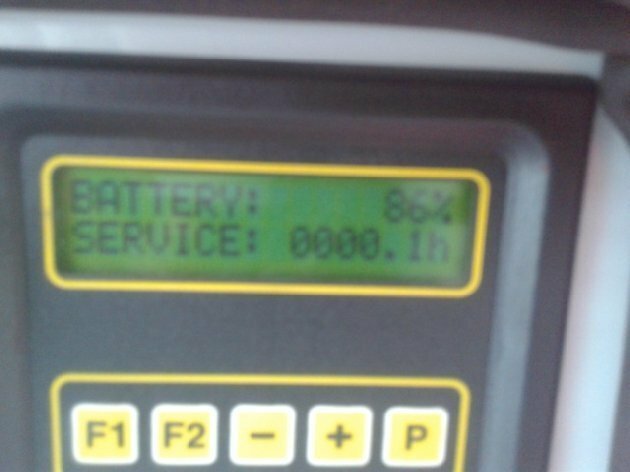 BATTERY: 86%
SERVICE: 0000.1h
F1 F2 - + P